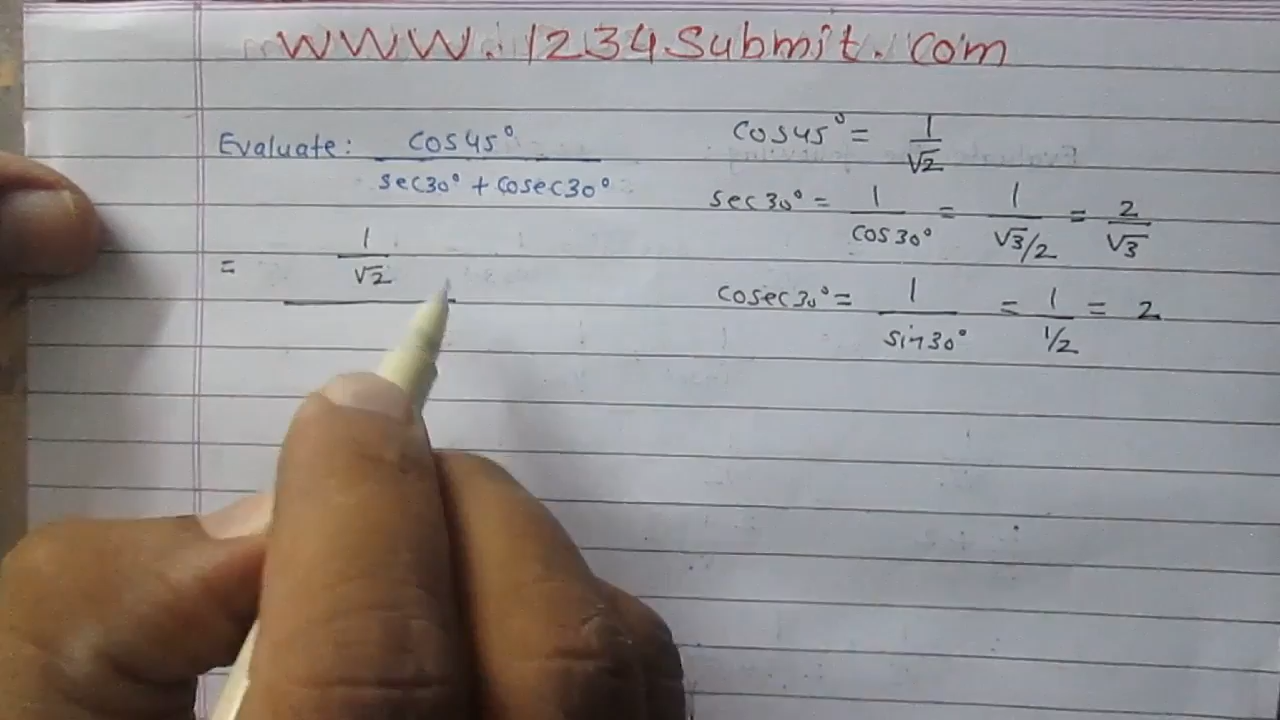 www.1234submit.com
Evaluate: cos45° / sec30° + cosec30°
= 1/√2
cos45° = 1/√2
sec30° = 1/cos30° = 1/√3/2 = 2/√3
cosec30° = 1/sin30° = 1/1/2 = 2